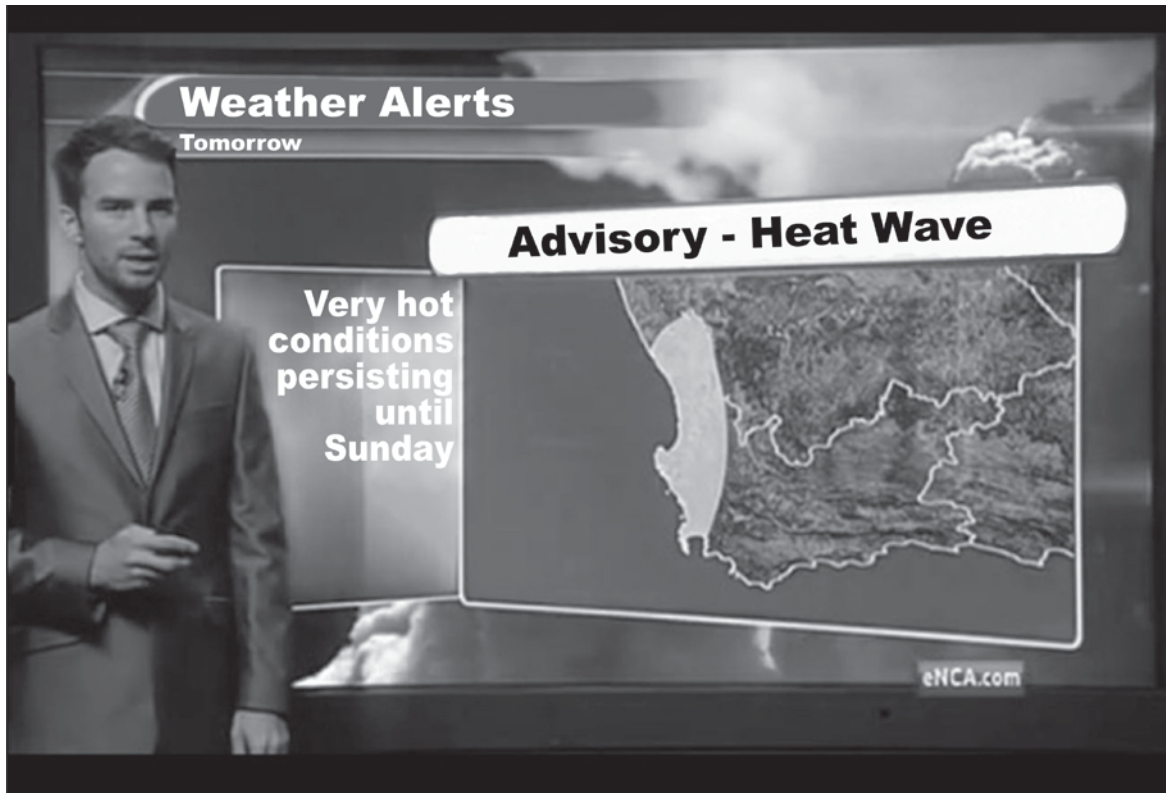 Weather Alerts
Tomorrow
Advisory - Heat Wave
Very hot
conditions
persisting
until
Sunday
eNCA.com